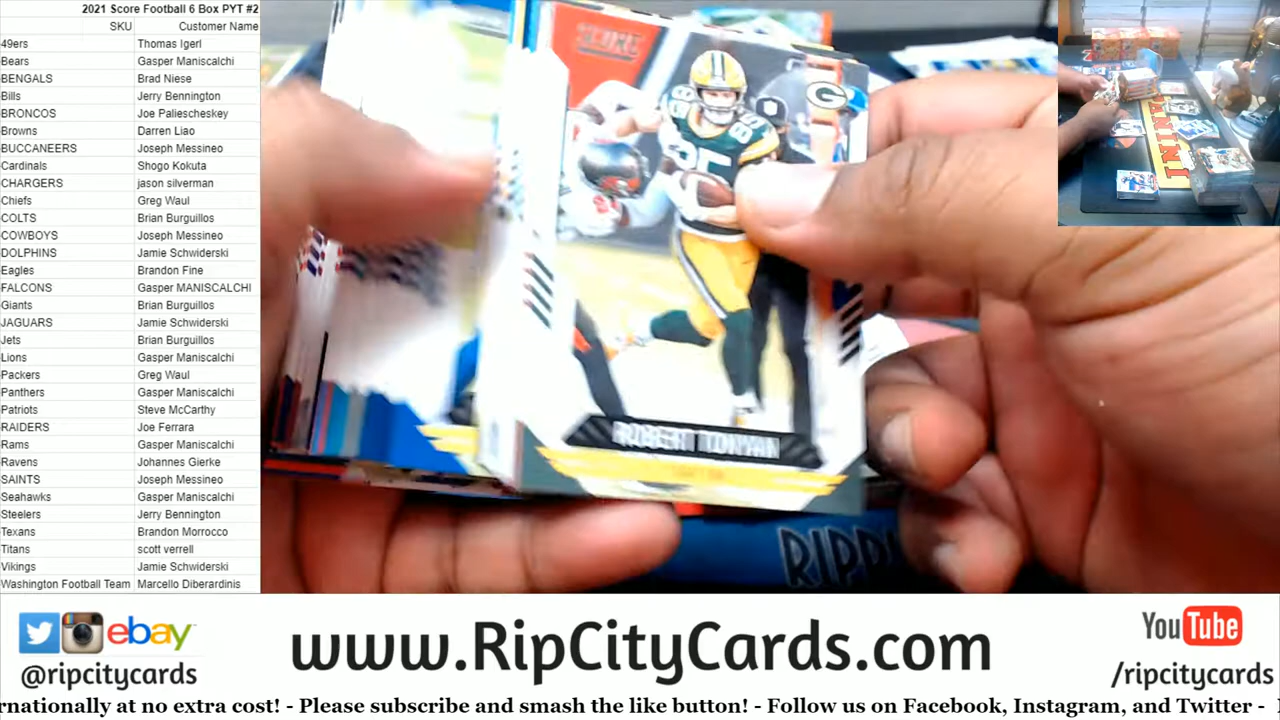 2021 Score Football 6 Box PYT #2
SKU Customer Name
49ers Thomas Igerl
Bears Gasper Maniscalchi
BENGALS Brad Niese
Bills Jerry Bennington
BRONCOS Joe Paliescheskey
Browns Darren Liao
BUCCANEERS Joseph Messineo
Cardinals Shogo Kokuta
CHARGERS jason silverman
Chiefs Greg Waul
COLTS Brian Burguillos
COWBOYS Joseph Messineo
DOLPHINS Jamie Schwiderski
Eagles Brandon Fine
FALCONS Gasper MANISCALCHI
Giants Brian Burguillos
JAGUARS Jamie Schwiderski
Jets Brian Burguillos
Lions Gasper Maniscalchi
Packers Greg Waul
Panthers Gasper Maniscalchi
Patriots Steve McCarthy
RAIDERS Joe Ferrara
Rams Gasper Maniscalchi
Ravens Johannes Gierke
SAINTS Joseph Messineo
Seahawks Gasper Maniscalchi
Steelers Jerry Bennington
Texans Brandon Morrocco
Titans scott verrell
Vikings Jamie Schwiderski
Washington Football Team Marcello Diberardinis
SCORE
G
85
ROBERT TONYAN
RIPPI
ebay
@ripcitycards
www.RipCityCards.com
YouTube
/ripcitycards
rnationally at no extra cost! - Please subscribe and smash the like button! - Follow us on Facebook, Instagram, and Twitter -